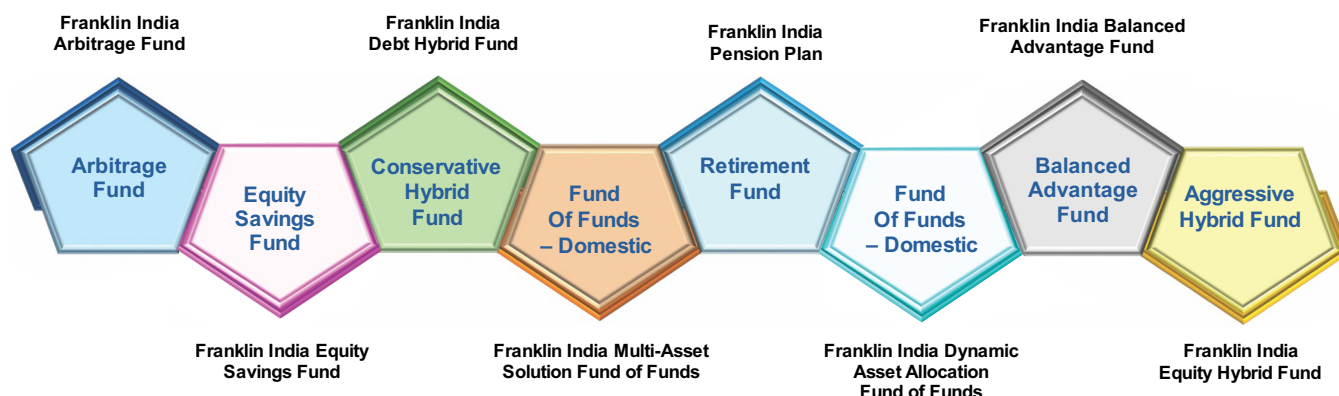 Franklin India
Arbitrage Fund
Franklin India
Debt Hybrid Fund
Franklin India
Pension Plan
Franklin India Balanced
Advantage Fund
Arbitrage
Fund
Equity
Savings
Fund
Conservative
Hybrid
Fund
Fund
Of Funds
– Domestic
Retirement
Fund
Fund
Of Funds
– Domestic
Balanced
Advantage
Fund
Aggressive
Hybrid Fund
Franklin India Equity
Savings Fund
Franklin India Multi-Asset
Solution Fund of Funds
Franklin India Dynamic
Asset Allocation
Fund of Funds
Franklin India
Equity Hybrid Fund